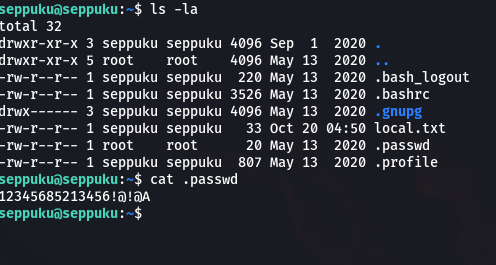 seppuku@seppuku:~$ ls -la
total 32
drwxr-xr-x 3 seppuku seppuku 4096 Sep  1  2020 .
drwxr-xr-x 5 root    root    4096 May 13  2020 ..
-rw-r--r-- 1 seppuku seppuku  220 May 13  2020 .bash_logout
-rw-r--r-- 1 seppuku seppuku 3526 May 13  2020 .bashrc
drwx------ 3 seppuku seppuku 4096 May 13  2020 .gnupg
-rw-r--r-- 1 seppuku seppuku   33 Oct 20 04:50 local.txt
-rw-r--r-- 1 root    root      20 May 13  2020 .passwd
-rw-r--r-- 1 seppuku seppuku  807 May 13  2020 .profile
seppuku@seppuku:~$ cat .passwd
12345685213456!@!@A
seppuku@seppuku:~$